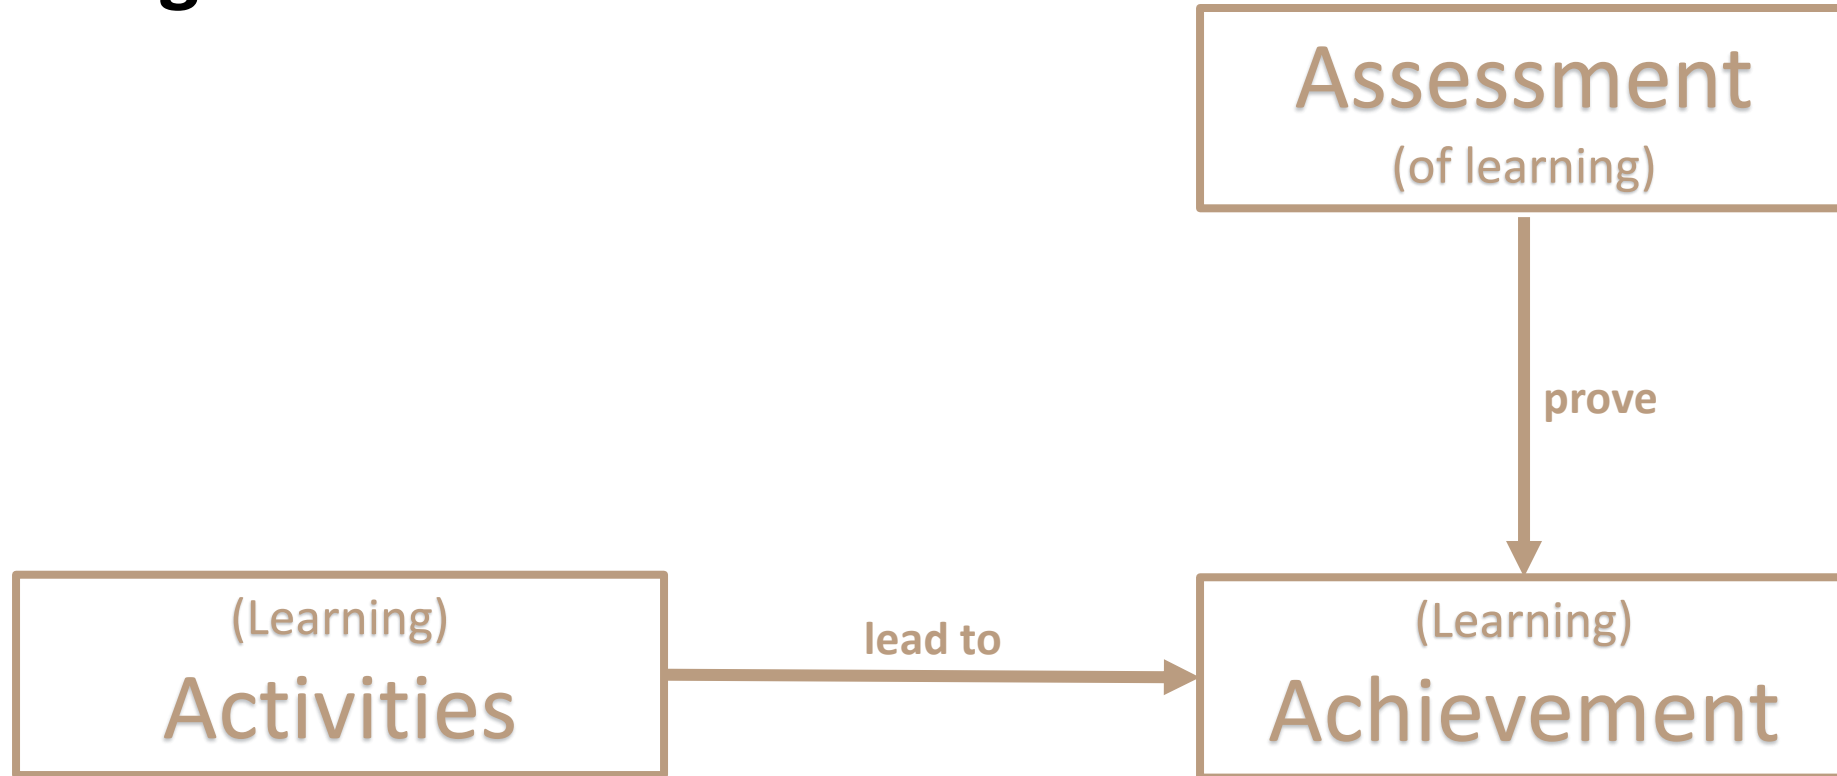 Assessment
(of learning)
prove
(Learning)
Activities
lead to
(Learning)
Achievement